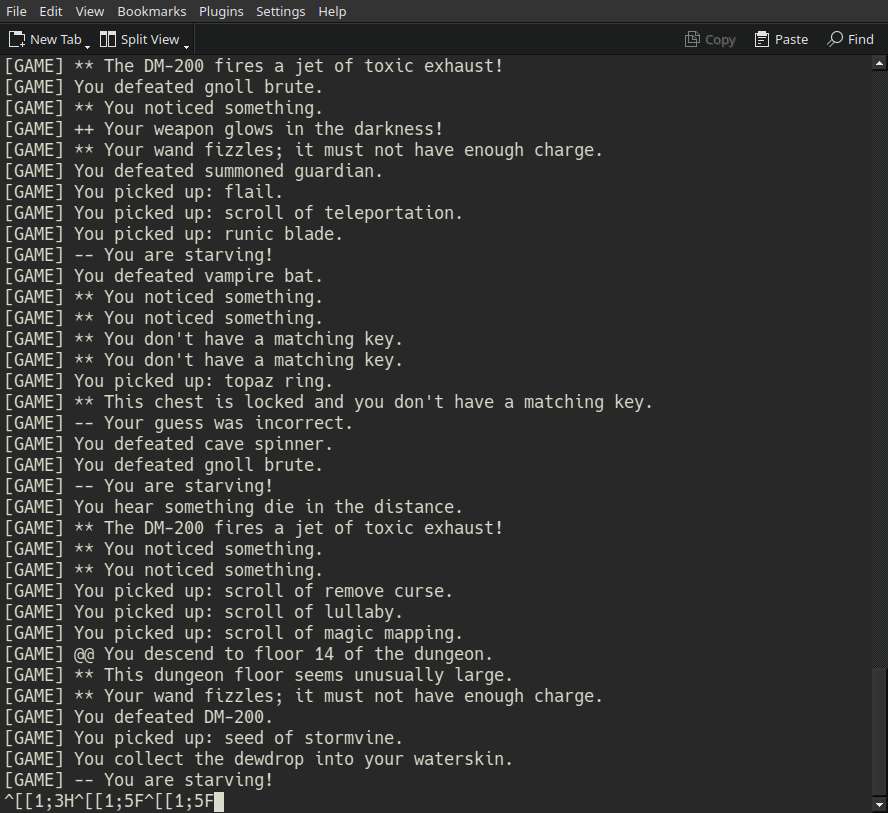 File Edit View Bookmarks Plugins Settings Help
New Tab Split View Copy Paste Find
[GAME] ** The DM-200 fires a jet of toxic exhaust!
[GAME] You defeated gnoll brute.
[GAME] ** You noticed something.
[GAME] ++ Your weapon glows in the darkness!
[GAME] ** Your wand fizzles; it must not have enough charge.
[GAME] You defeated summoned guardian.
[GAME] You picked up: flail.
[GAME] You picked up: scroll of teleportation.
[GAME] You picked up: runic blade.
[GAME] -- You are starving!
[GAME] You defeated vampire bat.
[GAME] ** You noticed something.
[GAME] ** You noticed something.
[GAME] ** You don't have a matching key.
[GAME] ** You don't have a matching key.
[GAME] You picked up: topaz ring.
[GAME] ** This chest is locked and you don't have a matching key.
[GAME] -- Your guess was incorrect.
[GAME] You defeated cave spinner.
[GAME] You defeated gnoll brute.
[GAME] -- You are starving!
[GAME] You hear something die in the distance.
[GAME] ** The DM-200 fires a jet of toxic exhaust!
[GAME] ** You noticed something.
[GAME] ** You noticed something.
[GAME] You picked up: scroll of remove curse.
[GAME] You picked up: scroll of lullaby.
[GAME] You picked up: scroll of magic mapping.
[GAME] @@ You descend to floor 14 of the dungeon.
[GAME] ** This dungeon floor seems unusually large.
[GAME] ** Your wand fizzles; it must not have enough charge.
[GAME] You defeated DM-200.
[GAME] You picked up: seed of stormvine.
[GAME] You collect the dewdrop into your waterskin.
[GAME] -- You are starving!
^[[1;3H^[[1;5F^[[1;5F